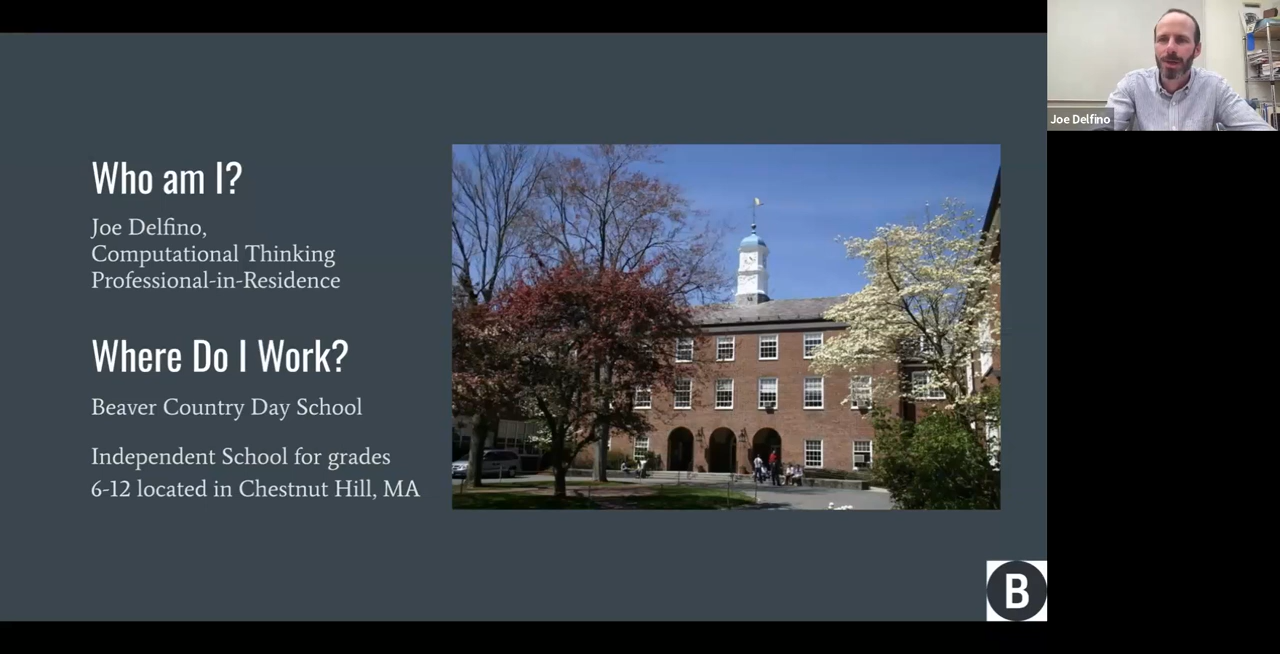 Who am I?
Joe Delfino,
Computational Thinking
Professional-in-Residence
Where Do I Work?
Beaver Country Day School
Independent School for grades
6-12 located in Chestnut Hill, MA
B
Joe Delfino